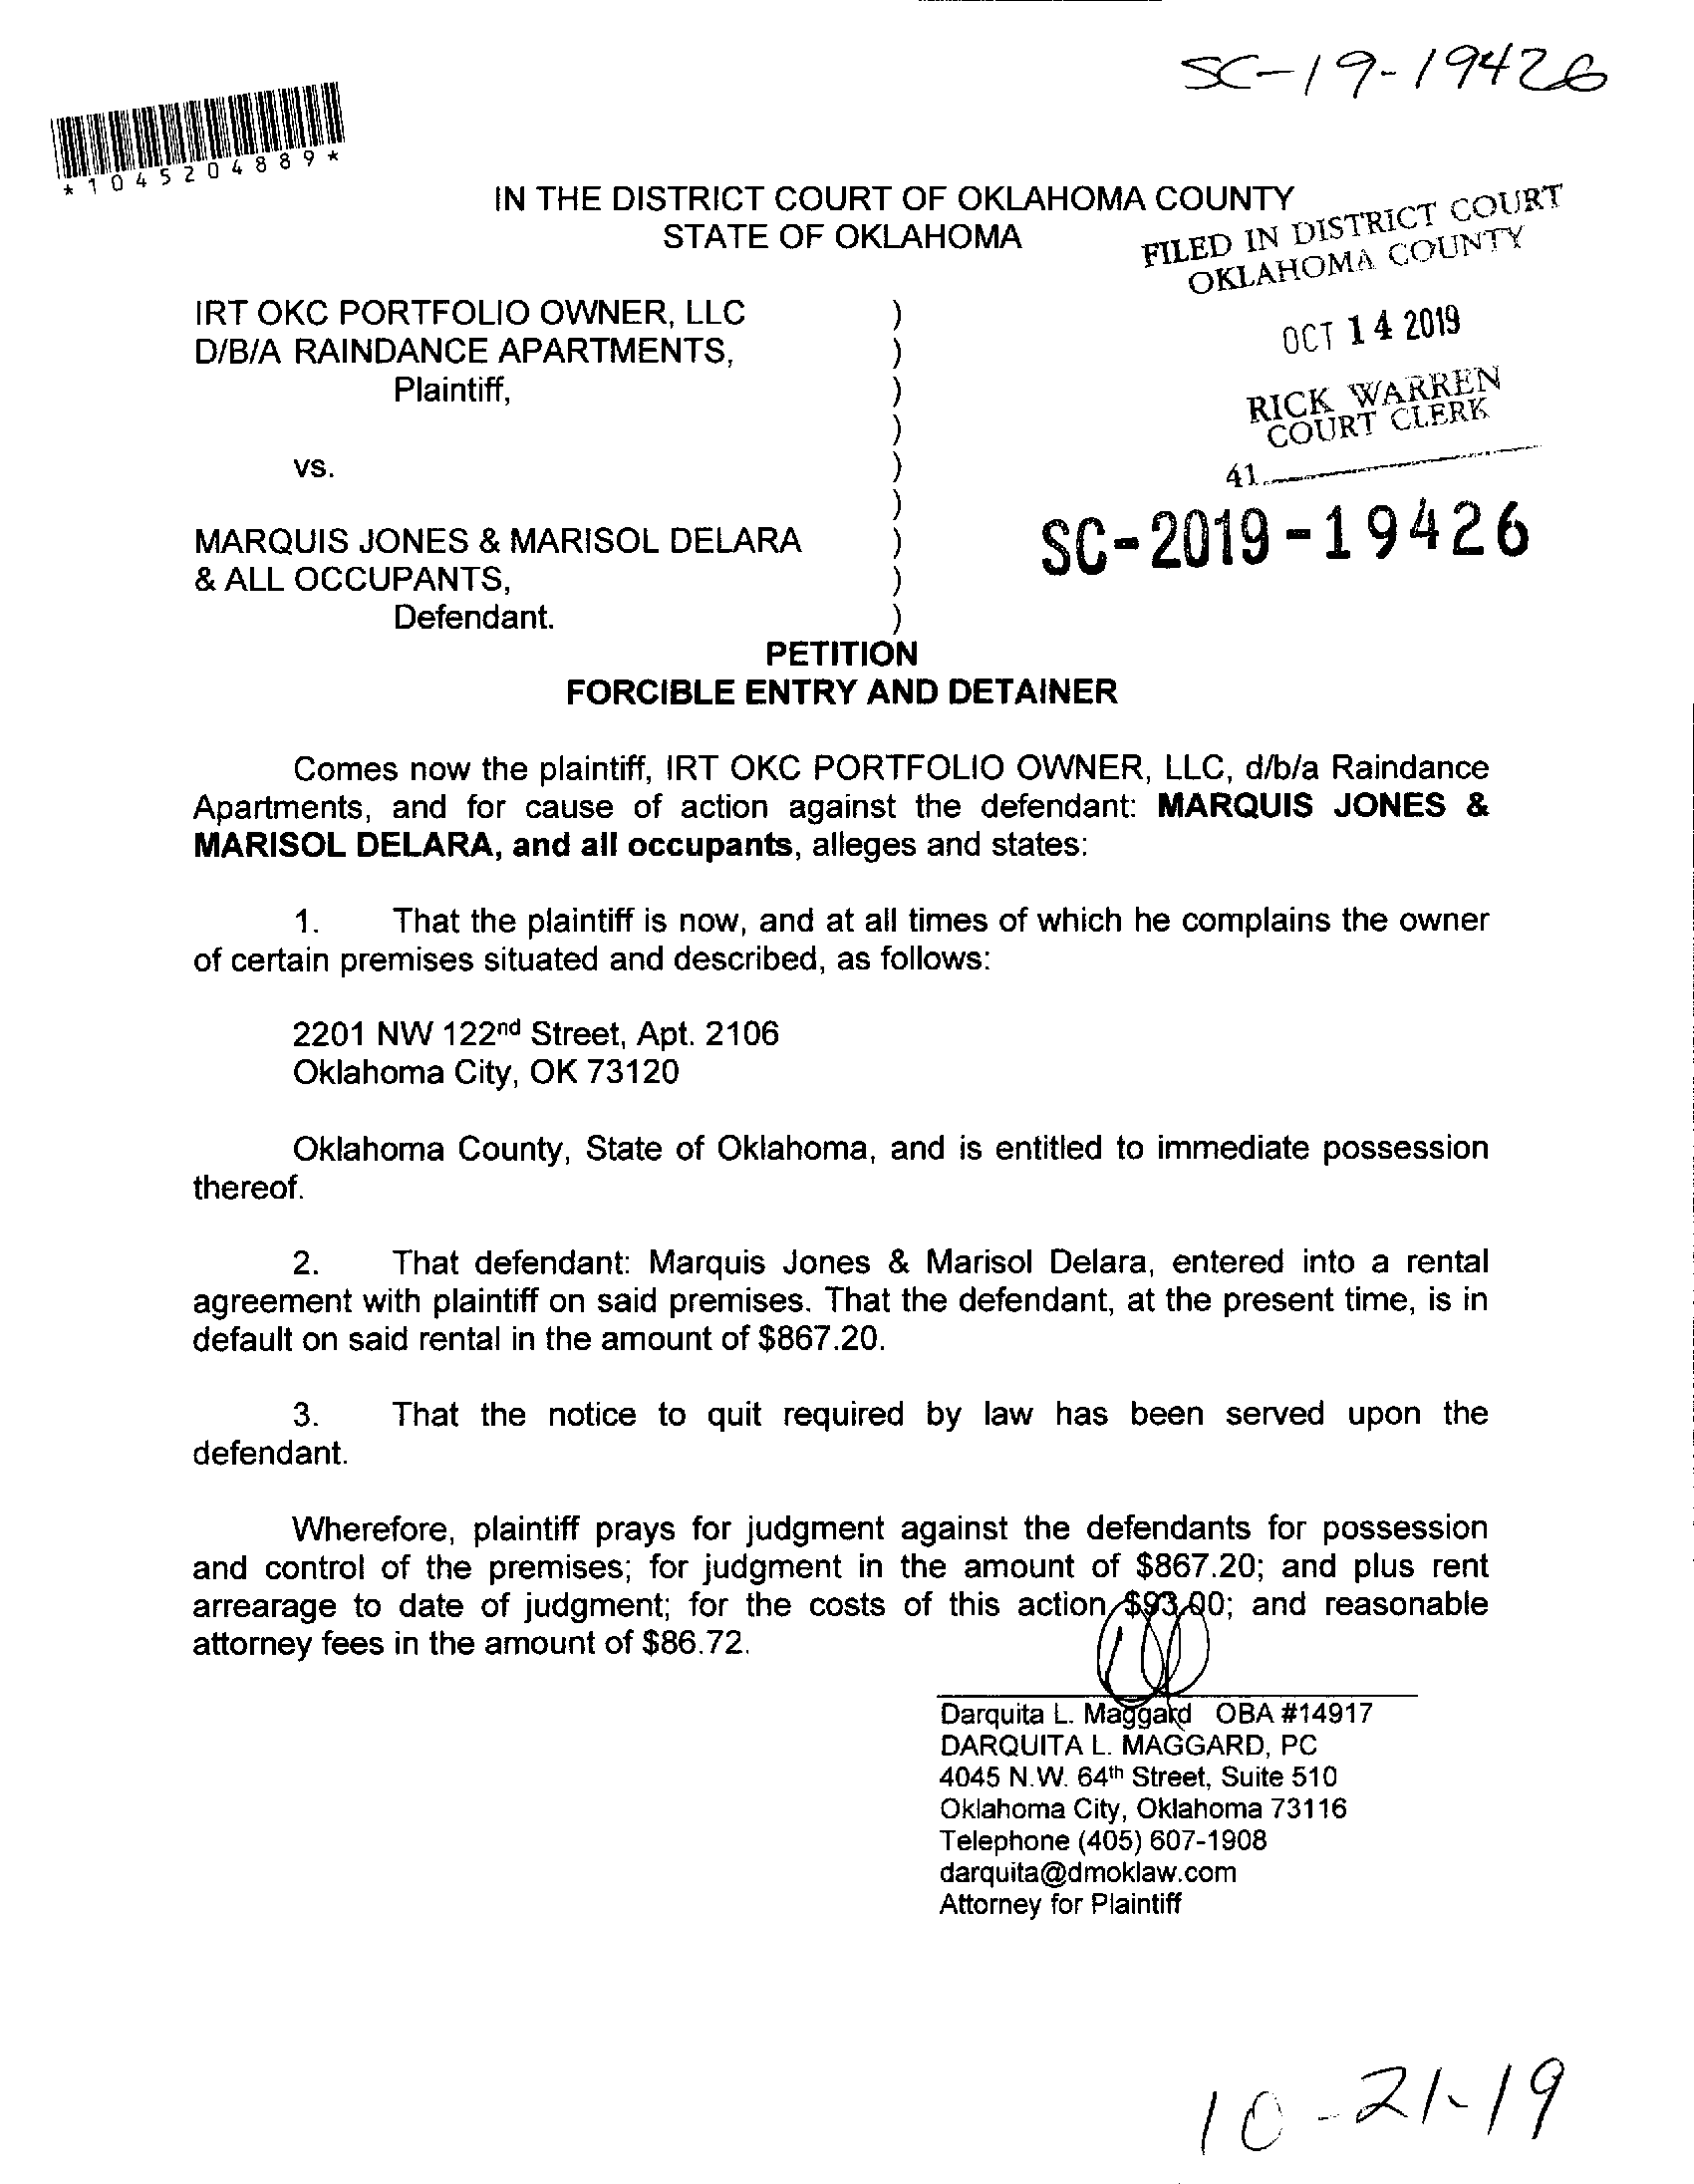 SC-19-19426
*1045204889*
IN THE DISTRICT COURT OF OKLAHOMA COUNTY
STATE OF OKLAHOMA
FILED IN DISTRICT COURT
OKLAHOMA COUNTY
OCT 14 2019
RICK WARREN
COURT CLERK
41
SC-2019-19426
IRT OKC PORTFOLIO OWNER, LLC )
D/B/A RAINDANCE APARTMENTS, )
Plaintiff, )
)
vs. )
)
MARQUIS JONES & MARISOL DELARA )
& ALL OCCUPANTS, )
Defendant. )
PETITION
FORCIBLE ENTRY AND DETAINER
Comes now the plaintiff, IRT OKC PORTFOLIO OWNER, LLC, d/b/a Raindance
Apartments, and for cause of action against the defendant: MARQUIS JONES &
MARISOL DELARA, and all occupants, alleges and states:
1. That the plaintiff is now, and at all times of which he complains the owner
of certain premises situated and described, as follows:
2201 NW 122nd Street, Apt. 2106
Oklahoma City, OK 73120
Oklahoma County, State of Oklahoma, and is entitled to immediate possession
thereof.
2. That defendant: Marquis Jones & Marisol Delara, entered into a rental
agreement with plaintiff on said premises. That the defendant, at the present time, is in
default on said rental in the amount of $867.20.
3. That the notice to quit required by law has been served upon the
defendant.
Wherefore, plaintiff prays for judgment against the defendants for possession
and control of the premises; for judgment in the amount of $867.20; and plus rent
arrearage to date of judgment; for the costs of this action $93.00; and reasonable
attorney fees in the amount of $86.72.
Darquita L. Maggard OBA #14917
DARQUITA L. MAGGARD, PC
4045 N.W. 64th Street, Suite 510
Oklahoma City, Oklahoma 73116
Telephone (405) 607-1908
darquita@dmoklaw.com
Attorney for Plaintiff
10-21-19